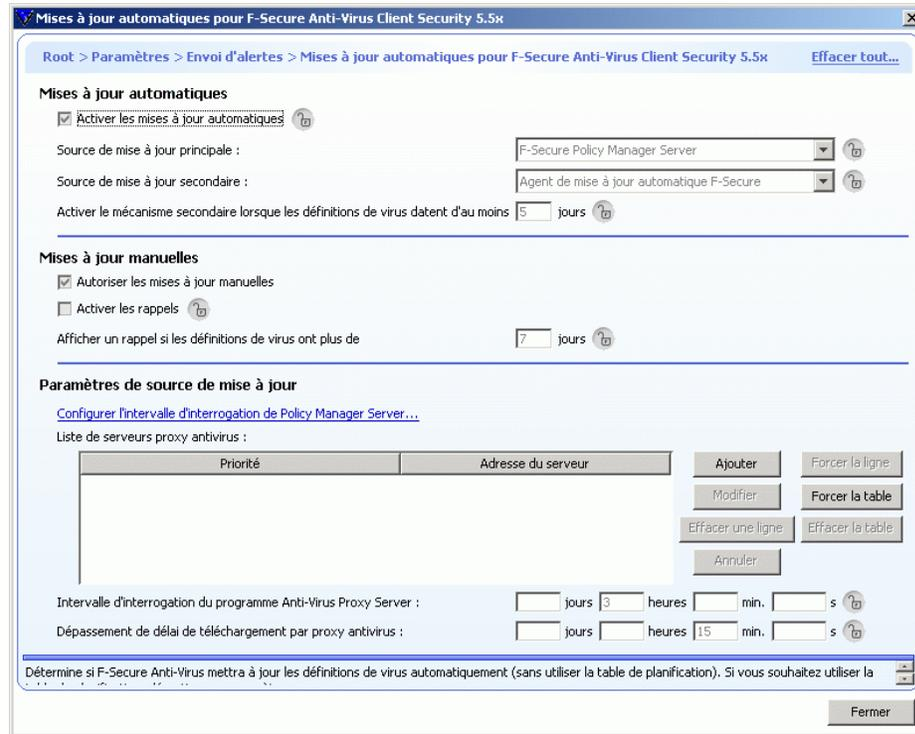 Mises à jour automatiques pour F-Secure Anti-Virus Client Security 5.5x
Root > Paramètres > Envoi d'alertes > Mises à jour automatiques pour F-Secure Anti-Virus Client Security 5.5x Effacer tout...
Mises à jour automatiques
Activer les mises à jour automatiques
Source de mise à jour principale : F-Secure Policy Manager Server
Source de mise à jour secondaire : Agent de mise à jour automatique F-Secure
Activer le mécanisme secondaire lorsque les définitions de virus datent d'au moins 5 jours
Mises à jour manuelles
Autoriser les mises à jour manuelles
Activer les rappels
Afficher un rappel si les définitions de virus ont plus de 7 jours
Paramètres de source de mise à jour
Configurer l'intervalle d'interrogation de Policy Manager Server...
Liste de serveurs proxy antivirus :
Priorité Adresse du serveur
Ajouter Forcer la ligne
Modifier Forcer la table
Effacer une ligne Effacer la table
Annuler
Intervalle d'interrogation du programme Anti-Virus Proxy Server : jours 3 heures min. s
Dépassement de délai de téléchargement par proxy antivirus : jours heures 15 min. s
Détermine si F-Secure Anti-Virus mettra à jour les définitions de virus automatiquement (sans utiliser la table de planification). Si vous souhaitez utiliser la
Fermer